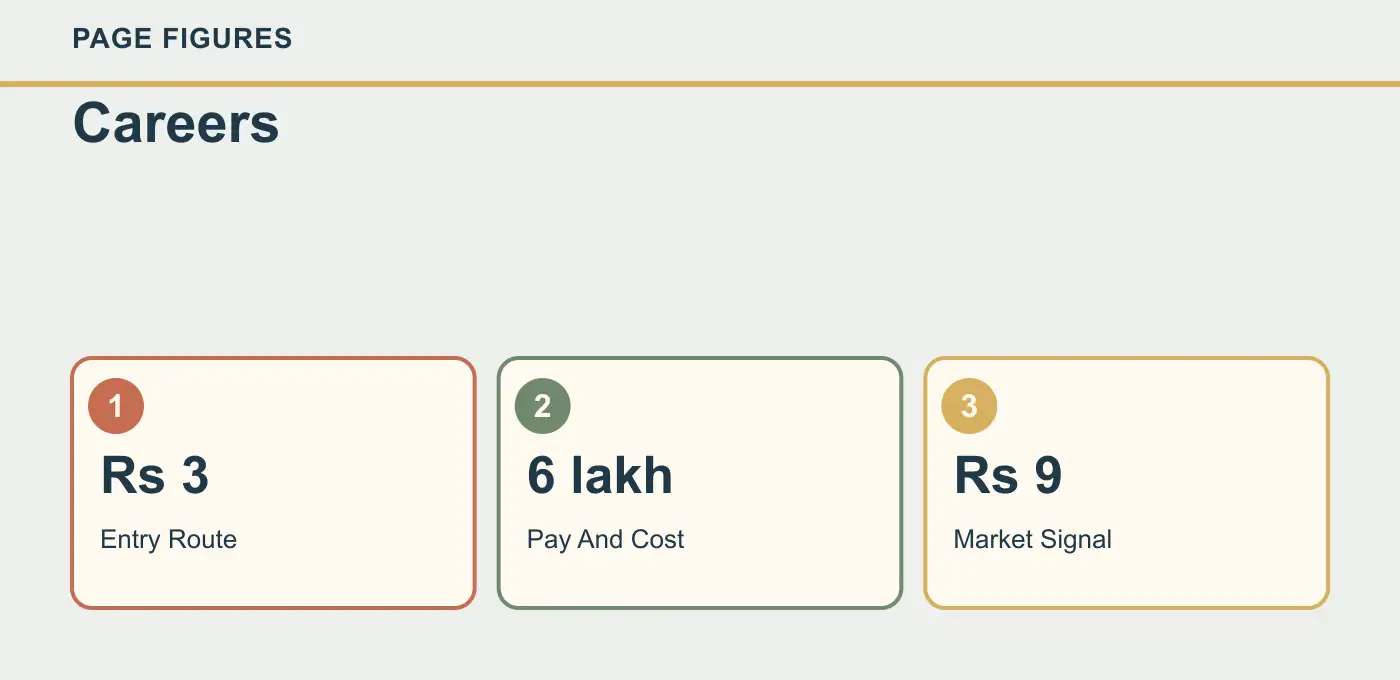 PAGE FIGURES
Careers
1
Rs 3
Entry Route
2
6 lakh
Pay And Cost
3
Rs 9
Market Signal